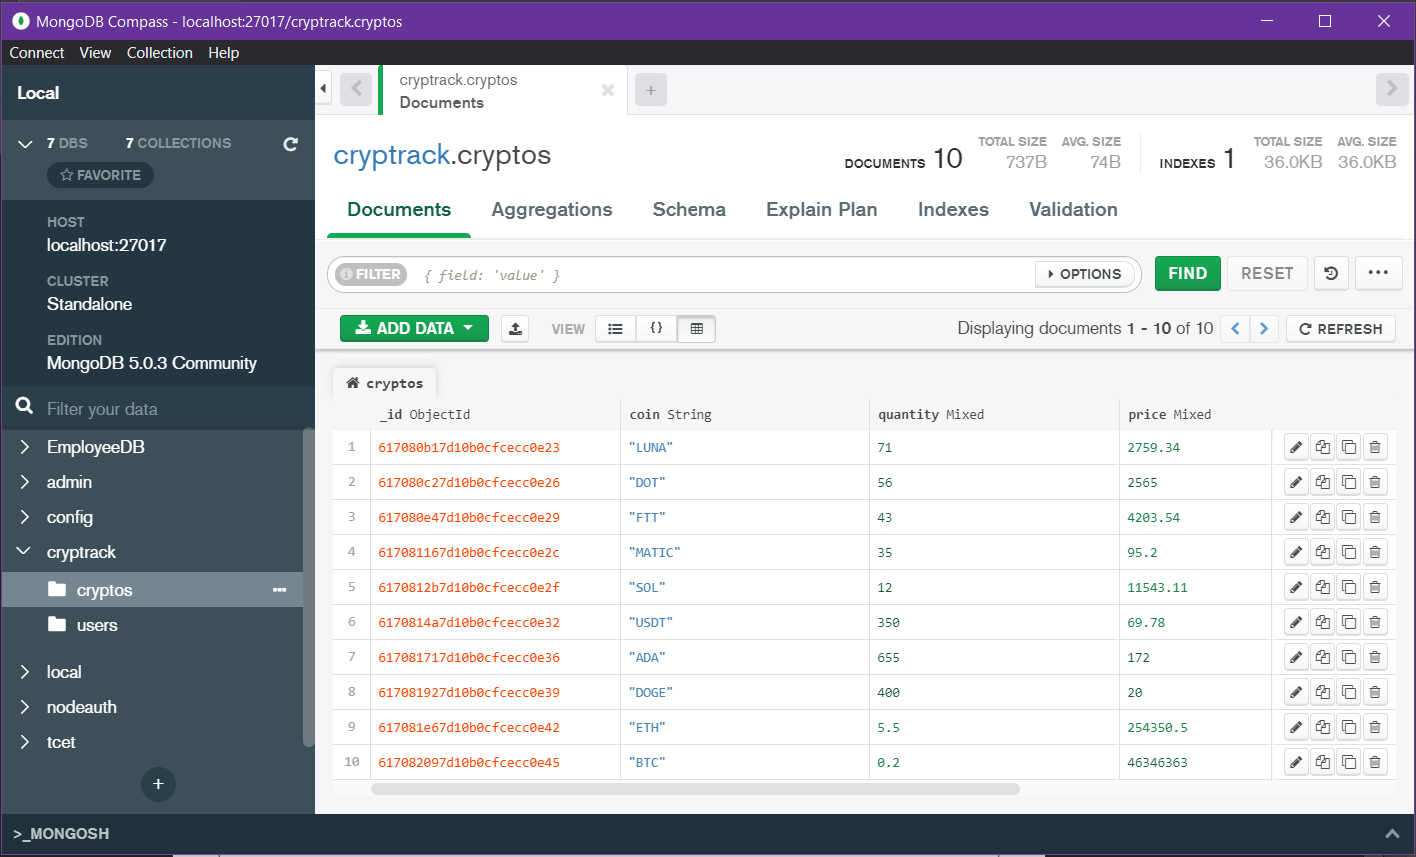 MongoDB Compass - localhost:27017/cryptrack.cryptos
Connect View Collection Help
Local
7 DBS 7 COLLECTIONS
FAVORITE
HOST
localhost:27017
CLUSTER
Standalone
EDITION
MongoDB 5.0.3 Community
Filter your data
EmployeeDB
admin
config
cryptrack
cryptos
users
local
nodeauth
tcet
+
>_MONGOSH
cryptrack.cryptos
Documents
+
cryptrack.cryptos
DOCUMENTS 10
TOTAL SIZE AVG. SIZE
737B 74B
INDEXES 1
TOTAL SIZE AVG. SIZE
36.0KB 36.0KB
Documents Aggregations Schema Explain Plan Indexes Validation
FILTER { field: 'value' } OPTIONS FIND RESET ...
ADD DATA VIEW {} Displaying documents 1 - 10 of 10 REFRESH
cryptos
_id ObjectId coin String quantity Mixed price Mixed
1 617080b17d10b0cfcecc0e23 "LUNA" 71 2759.34
2 617080c27d10b0cfcecc0e26 "DOT" 56 2565
3 617080e47d10b0cfcecc0e29 "FTT" 43 4203.54
4 617081167d10b0cfcecc0e2c "MATIC" 35 95.2
5 6170812b7d10b0cfcecc0e2f "SOL" 12 11543.11
6 6170814a7d10b0cfcecc0e32 "USDT" 350 69.78
7 617081717d10b0cfcecc0e36 "ADA" 655 172
8 617081927d10b0cfcecc0e39 "DOGE" 400 20
9 617081e67d10b0cfcecc0e42 "ETH" 5.5 254350.5
10 617082097d10b0cfcecc0e45 "BTC" 0.2 46346363